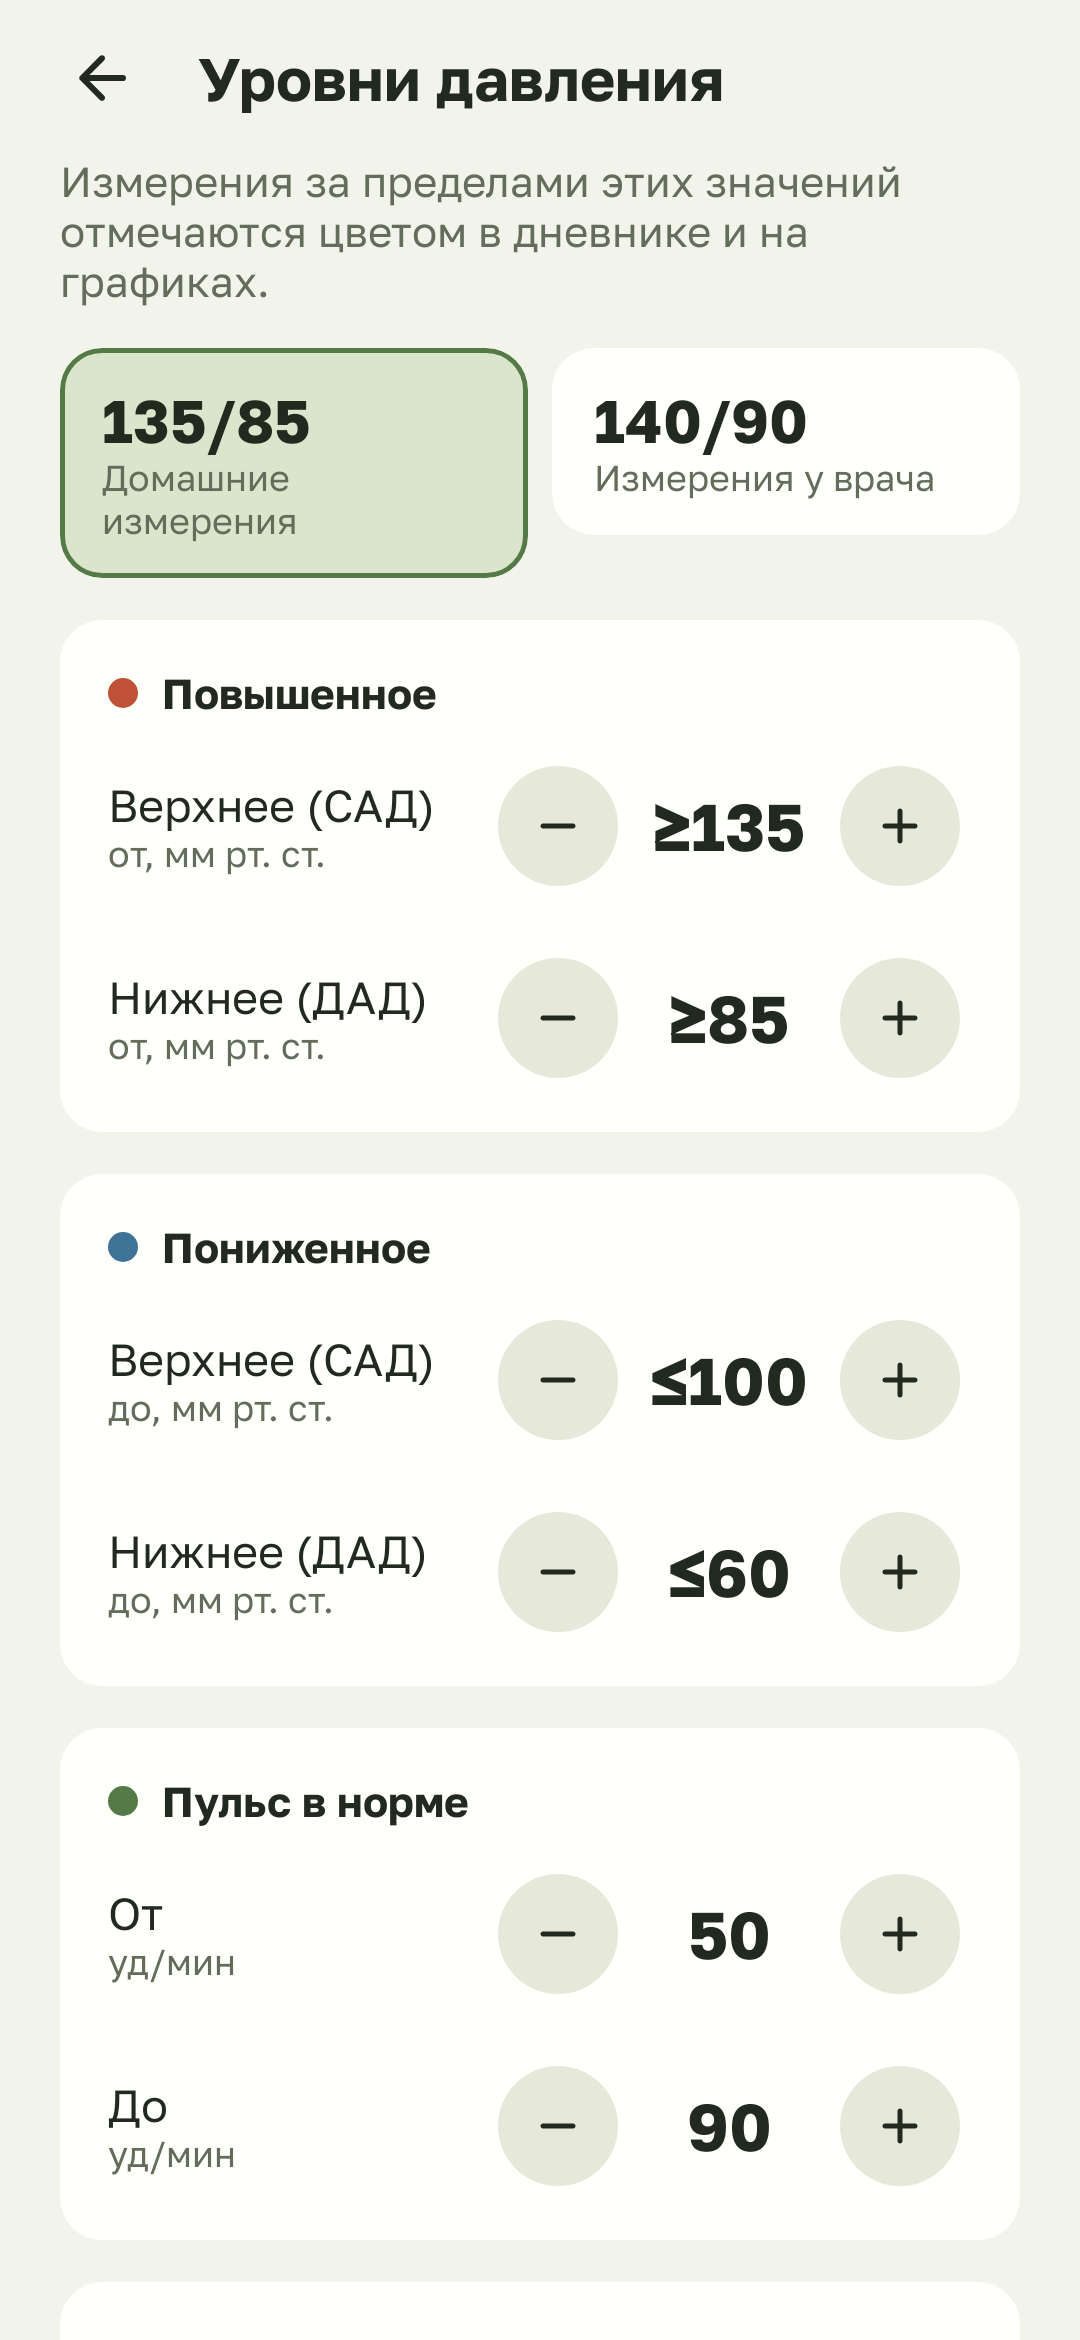 Уровни давления
Измерения за пределами этих значений
отмечаются цветом в дневнике и на
графиках.
135/85
Домашние
измерения
140/90
Измерения у врача
Повышенное
Верхнее (САД)
от, мм рт. ст.
≥135
Нижнее (ДАД)
от, мм рт. ст.
≥85
Пониженное
Верхнее (САД)
до, мм рт. ст.
≤100
Нижнее (ДАД)
до, мм рт. ст.
≤60
Пульс в норме
От
уд/мин
50
До
уд/мин
90